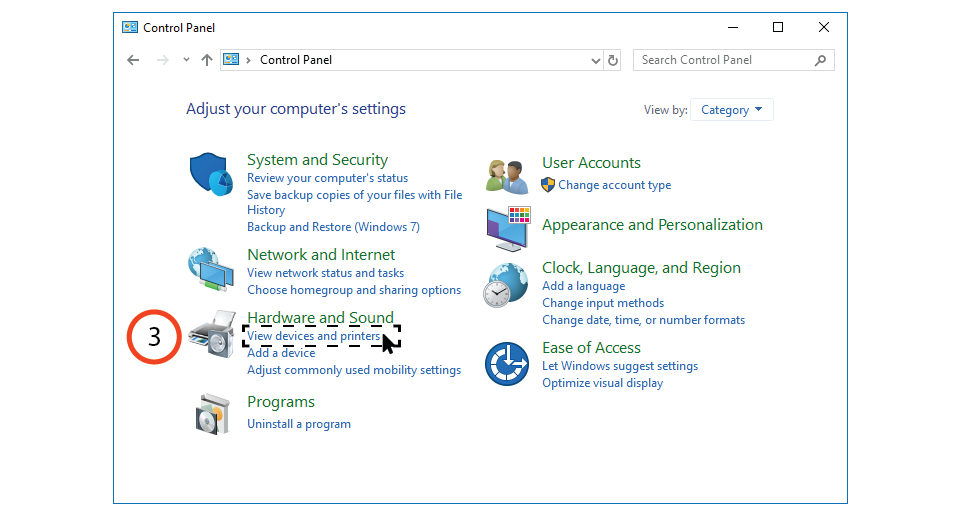 Control Panel
Control Panel
Search Control Panel
Adjust your computer's settings
View by: Category
System and Security
Review your computer's status
Save backup copies of your files with File
History
Backup and Restore (Windows 7)
Network and Internet
View network status and tasks
Choose homegroup and sharing options
3
Hardware and Sound
View devices and printers
Add a device
Adjust commonly used mobility settings
Programs
Uninstall a program
User Accounts
Change account type
Appearance and Personalization
Clock, Language, and Region
Add a language
Change input methods
Change date, time, or number formats
Ease of Access
Let Windows suggest settings
Optimize visual display